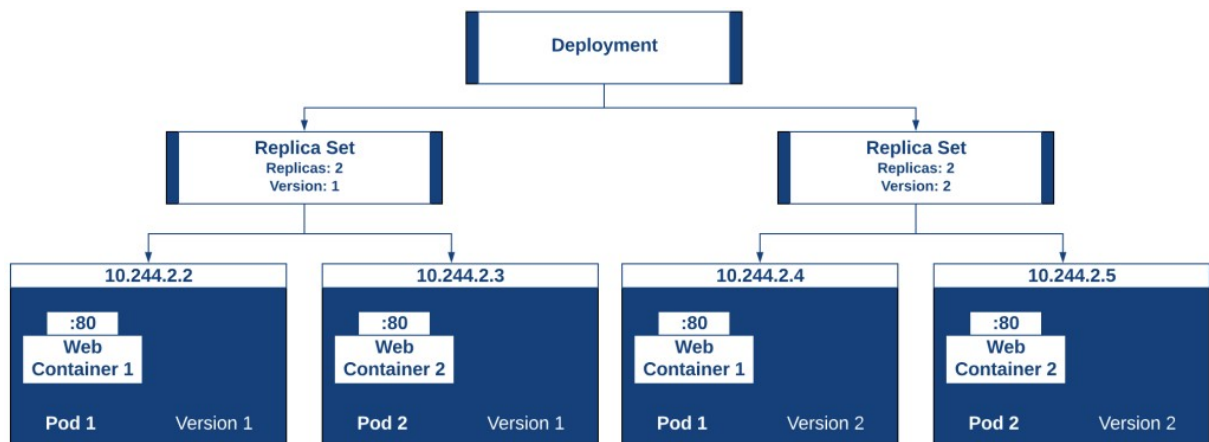 Deployment
Replica Set
Replicas: 2
Version: 1
Replica Set
Replicas: 2
Version: 2
10.244.2.2
:80
Web
Container 1
Pod 1 Version 1
10.244.2.3
:80
Web
Container 2
Pod 2 Version 1
10.244.2.4
:80
Web
Container 1
Pod 1 Version 2
10.244.2.5
:80
Web
Container 2
Pod 2 Version 2